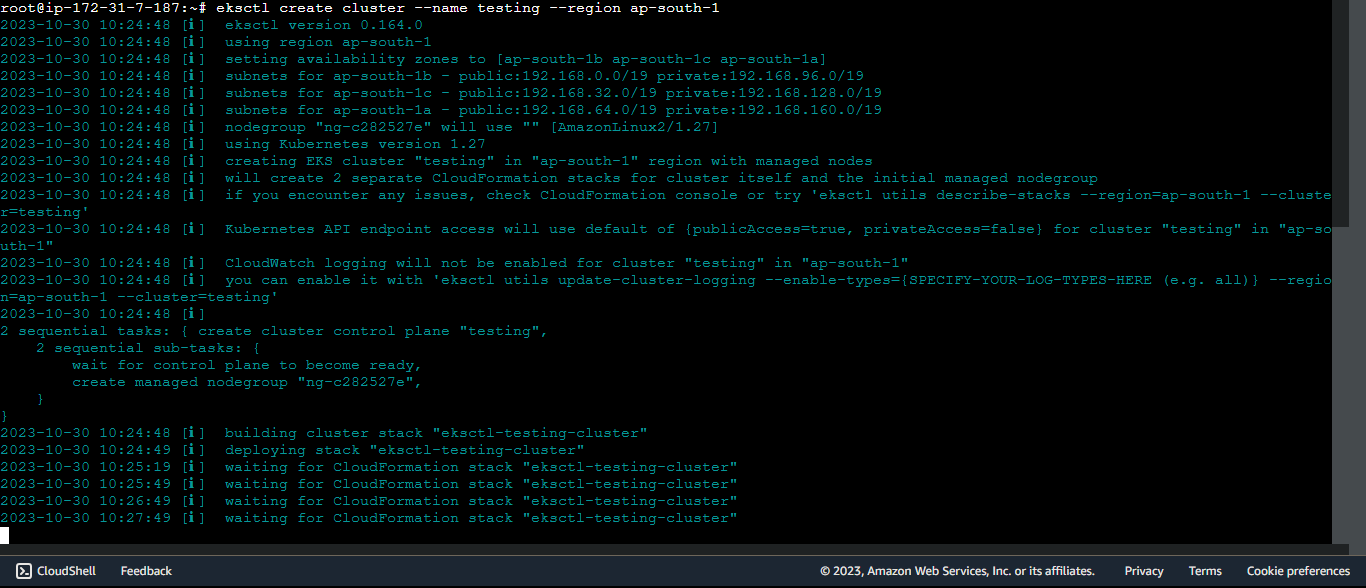 root@ip-172-31-7-187:~# eksctl create cluster --name testing --region ap-south-1
2023-10-30 10:24:48 [ℹ]  eksctl version 0.164.0
2023-10-30 10:24:48 [ℹ]  using region ap-south-1
2023-10-30 10:24:48 [ℹ]  setting availability zones to [ap-south-1b ap-south-1c ap-south-1a]
2023-10-30 10:24:48 [ℹ]  subnets for ap-south-1b - public:192.168.0.0/19 private:192.168.96.0/19
2023-10-30 10:24:48 [ℹ]  subnets for ap-south-1c - public:192.168.32.0/19 private:192.168.128.0/19
2023-10-30 10:24:48 [ℹ]  subnets for ap-south-1a - public:192.168.64.0/19 private:192.168.160.0/19
2023-10-30 10:24:48 [ℹ]  nodegroup "ng-c282527e" will use "" [AmazonLinux2/1.27]
2023-10-30 10:24:48 [ℹ]  using Kubernetes version 1.27
2023-10-30 10:24:48 [ℹ]  creating EKS cluster "testing" in "ap-south-1" region with managed nodes
2023-10-30 10:24:48 [ℹ]  will create 2 separate CloudFormation stacks for cluster itself and the initial managed nodegroup
2023-10-30 10:24:48 [ℹ]  if you encounter any issues, check CloudFormation console or try 'eksctl utils describe-stacks --region=ap-south-1 --cluste
r=testing'
2023-10-30 10:24:48 [ℹ]  Kubernetes API endpoint access will use default of {publicAccess=true, privateAccess=false} for cluster "testing" in "ap-so
uth-1"
2023-10-30 10:24:48 [ℹ]  CloudWatch logging will not be enabled for cluster "testing" in "ap-south-1"
2023-10-30 10:24:48 [ℹ]  you can enable it with 'eksctl utils update-cluster-logging --enable-types={SPECIFY-YOUR-LOG-TYPES-HERE (e.g. all)} --regio
n=ap-south-1 --cluster=testing'
2023-10-30 10:24:48 [ℹ]
2 sequential tasks: { create cluster control plane "testing",
    2 sequential sub-tasks: {
        wait for control plane to become ready,
        create managed nodegroup "ng-c282527e",
    }
}
2023-10-30 10:24:48 [ℹ]  building cluster stack "eksctl-testing-cluster"
2023-10-30 10:24:49 [ℹ]  deploying stack "eksctl-testing-cluster"
2023-10-30 10:25:19 [ℹ]  waiting for CloudFormation stack "eksctl-testing-cluster"
2023-10-30 10:25:49 [ℹ]  waiting for CloudFormation stack "eksctl-testing-cluster"
2023-10-30 10:26:49 [ℹ]  waiting for CloudFormation stack "eksctl-testing-cluster"
2023-10-30 10:27:49 [ℹ]  waiting for CloudFormation stack "eksctl-testing-cluster"
CloudShell Feedback © 2023, Amazon Web Services, Inc. or its affiliates. Privacy Terms Cookie preferences